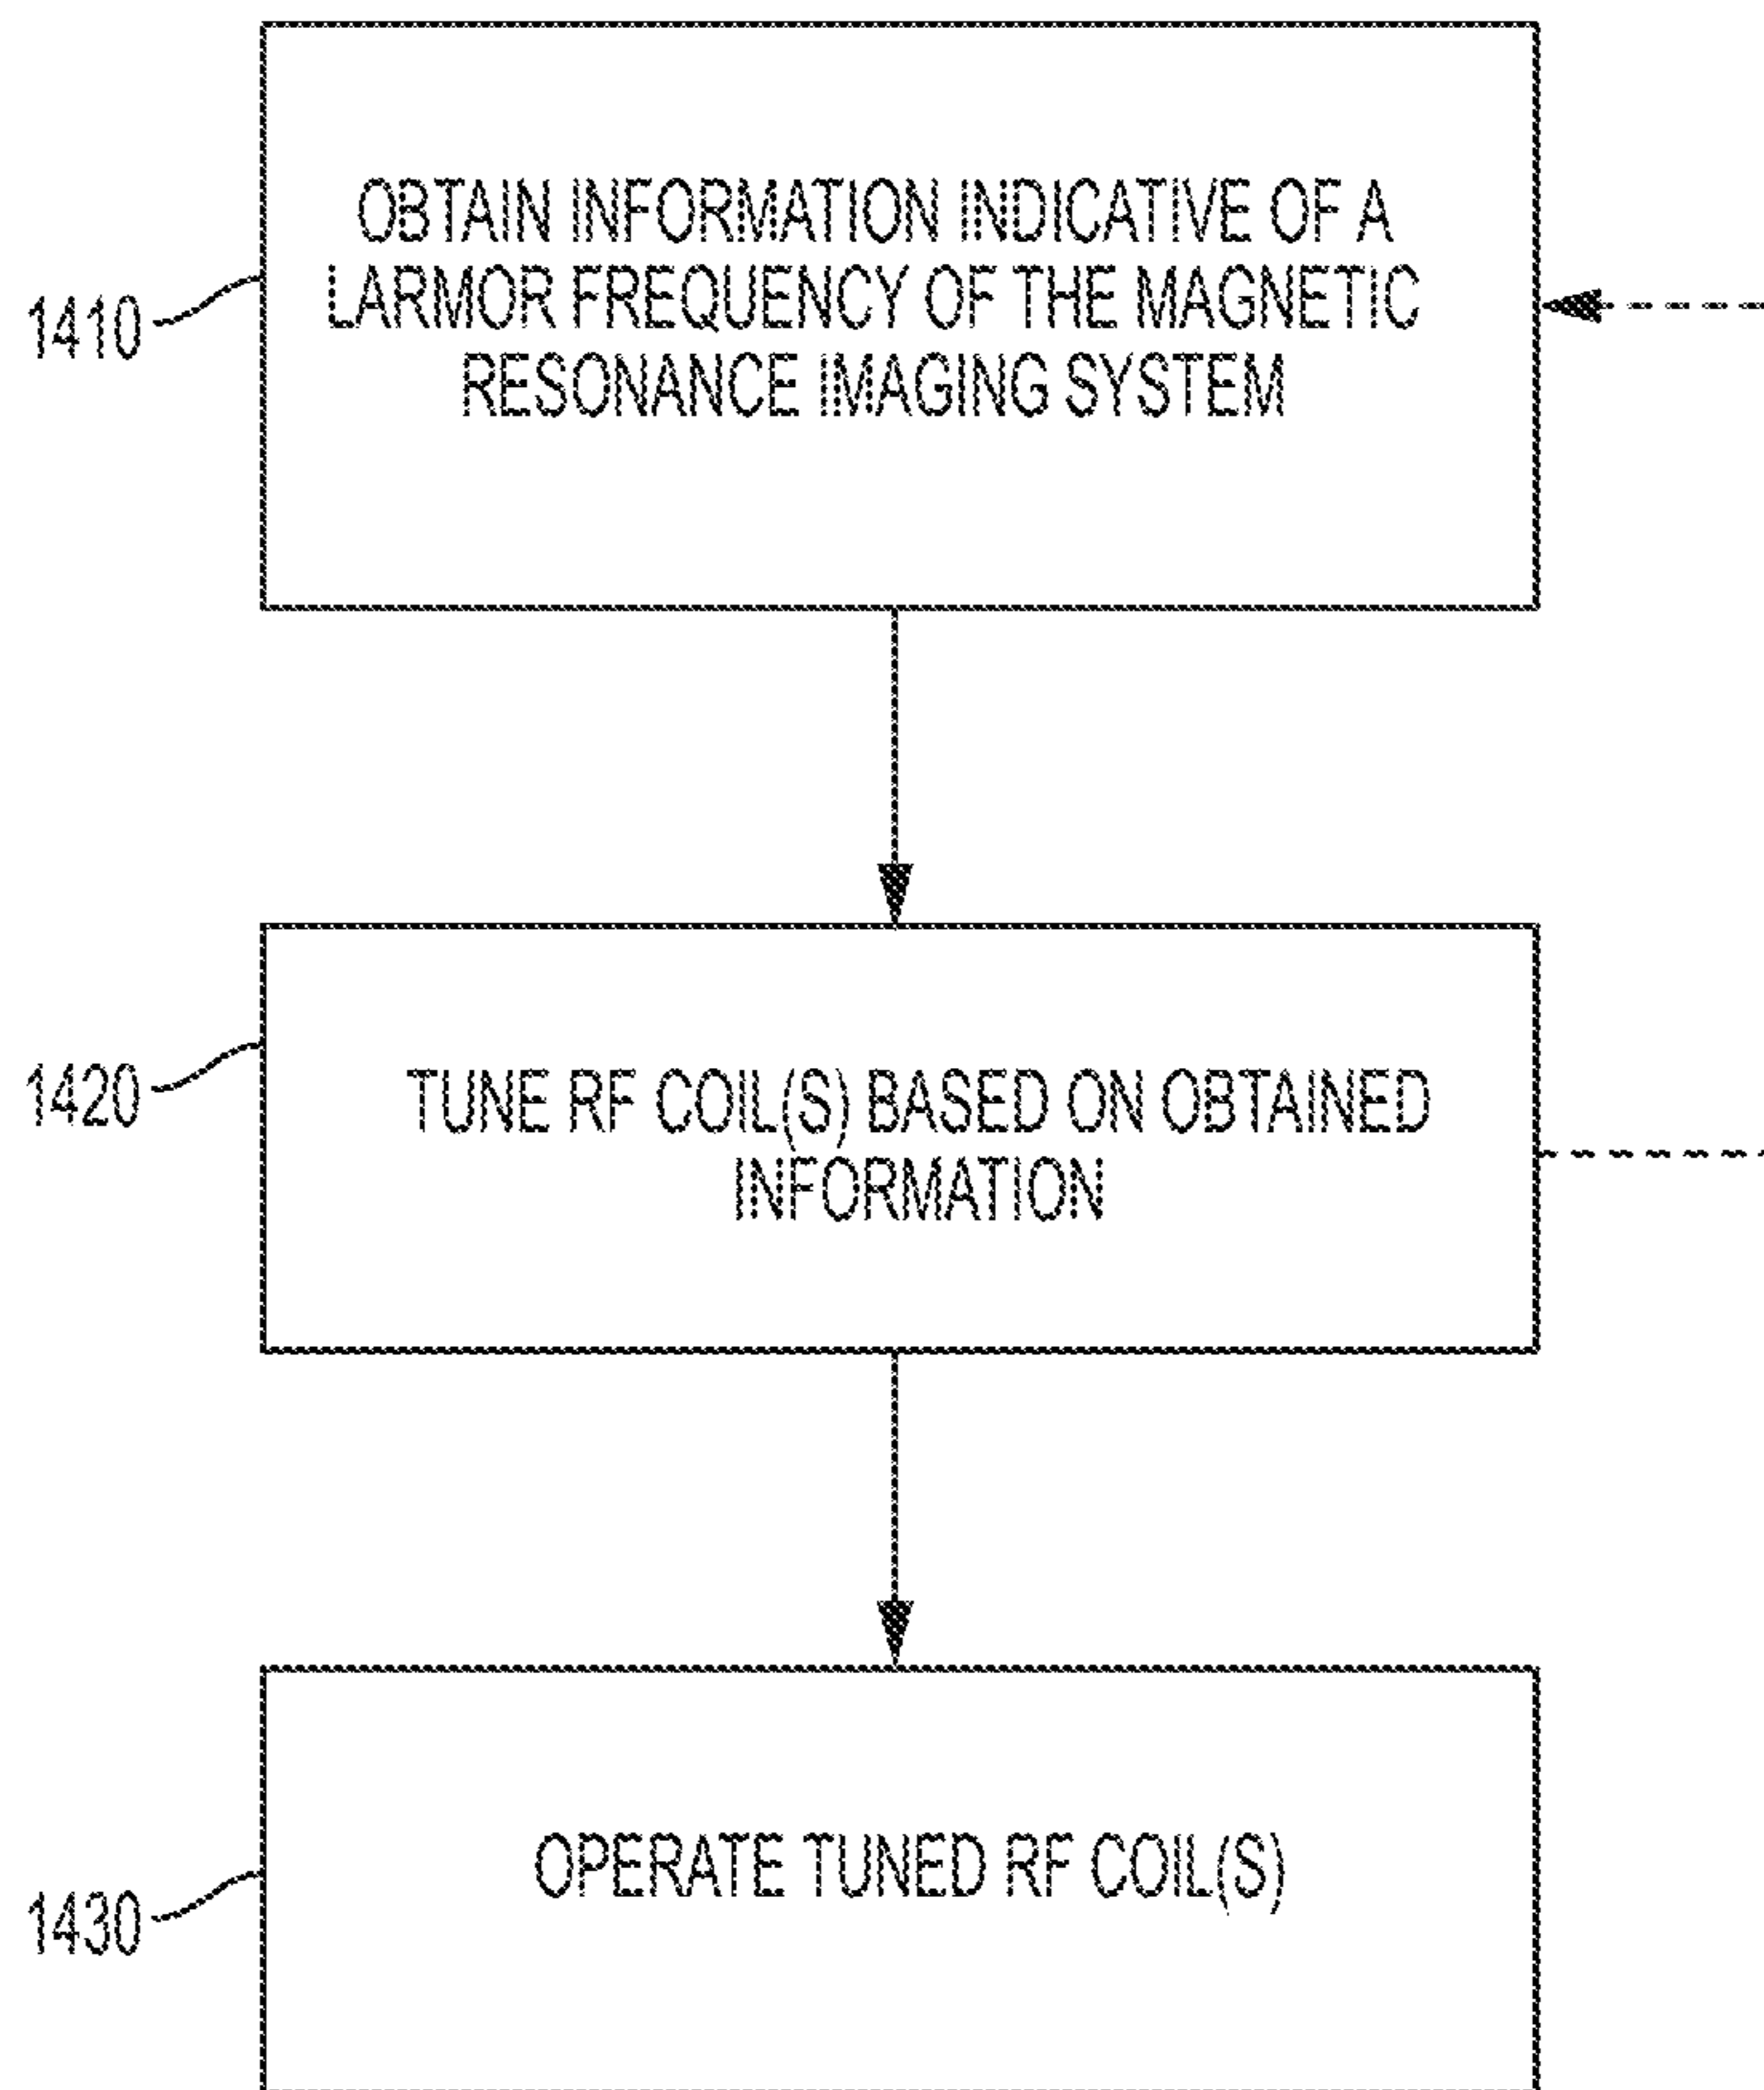 OBTAIN INFORMATION INDICATIVE OF A
LARMOR FREQUENCY OF THE MAGNETIC
RESONANCE IMAGING SYSTEM
1410
TUNE RF COIL(S) BASED ON OBTAINED
INFORMATION
1420
OPERATE TUNED RF COIL(S)
1430